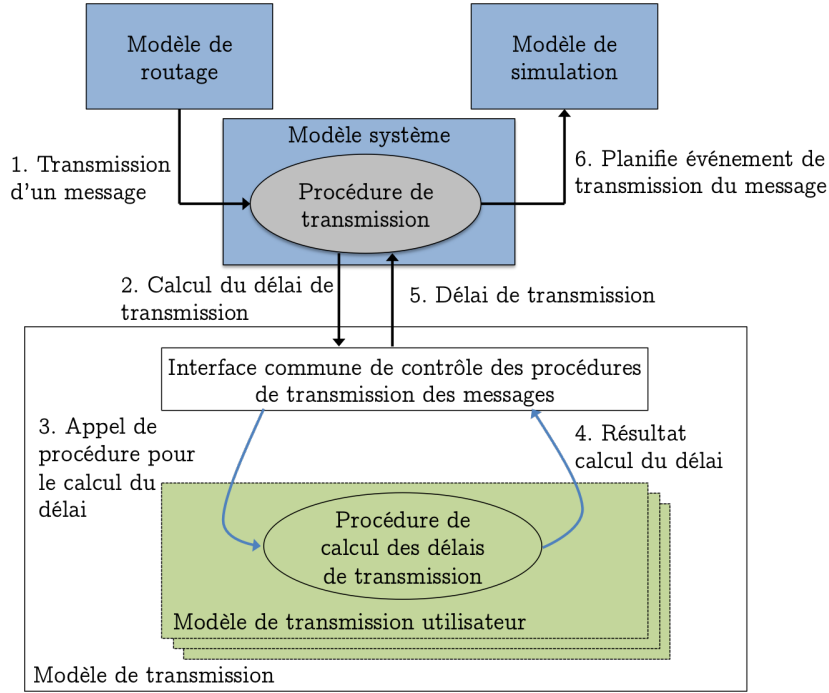 Modèle de
routage
Modèle de
simulation
Modèle système
1. Transmission
d'un message
Procédure de
transmission
6. Planifie événement de
transmission du message
2. Calcul du délai de
transmission
5. Délai de transmission
Interface commune de contrôle des procédures
de transmission des messages
3. Appel de
procédure pour
le calcul du
délai
4. Résultat
calcul du délai
Procédure de
calcul des délais
de transmission
Modèle de transmission utilisateur
Modèle de transmission